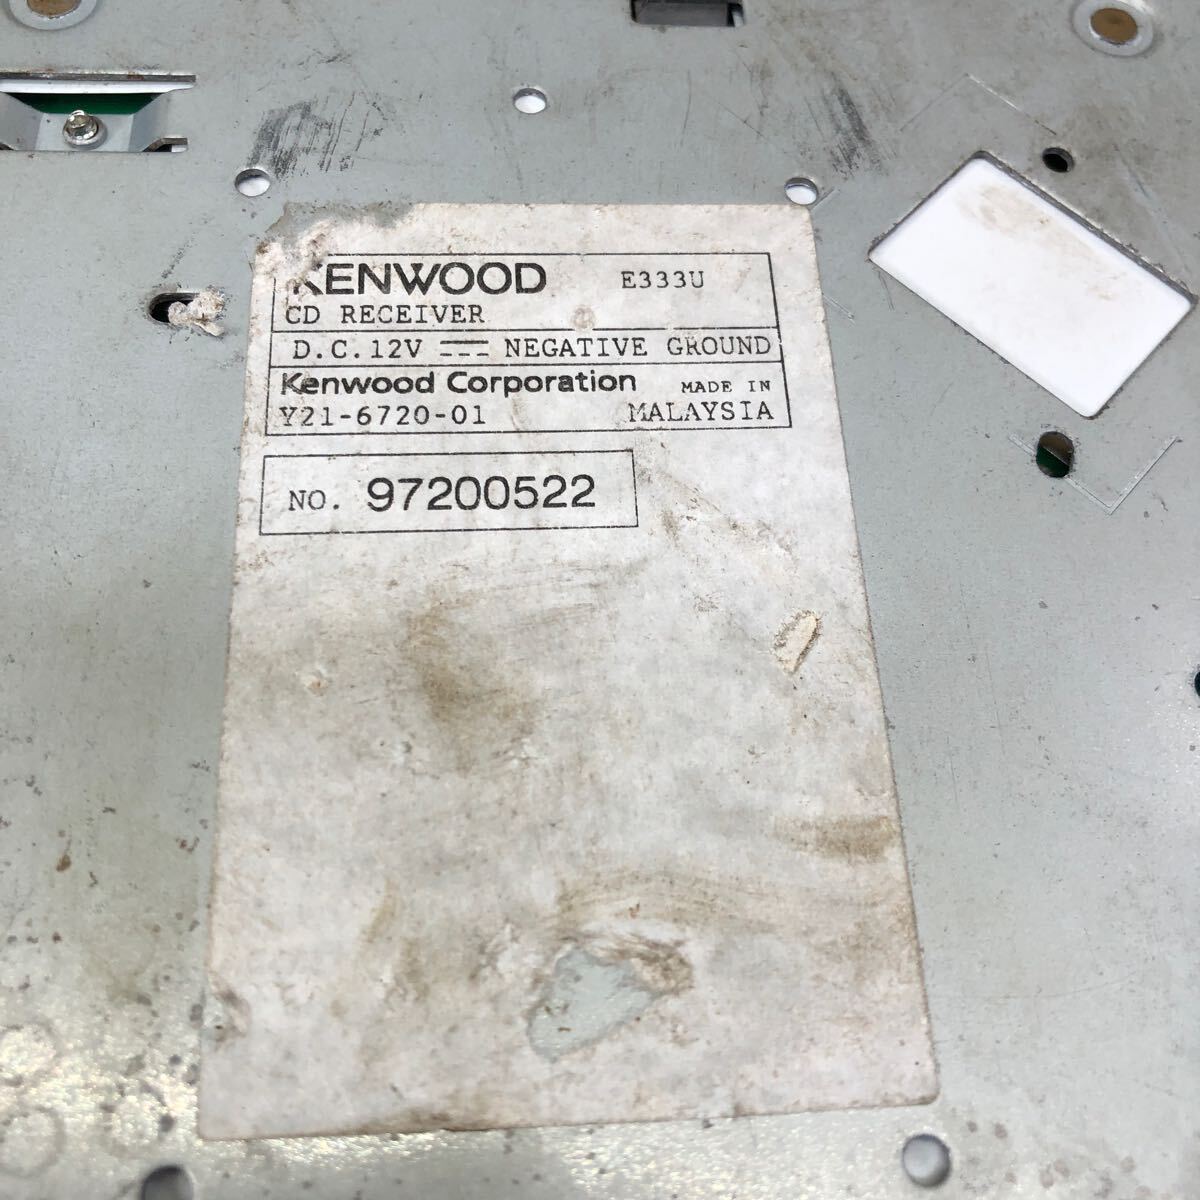 KENWOOD E333U
CD RECEIVER
D.C.12V NEGATIVE GROUND
Kenwood Corporation MADE IN
Y21-6720-01 MALAYSIA
NO. 97200522